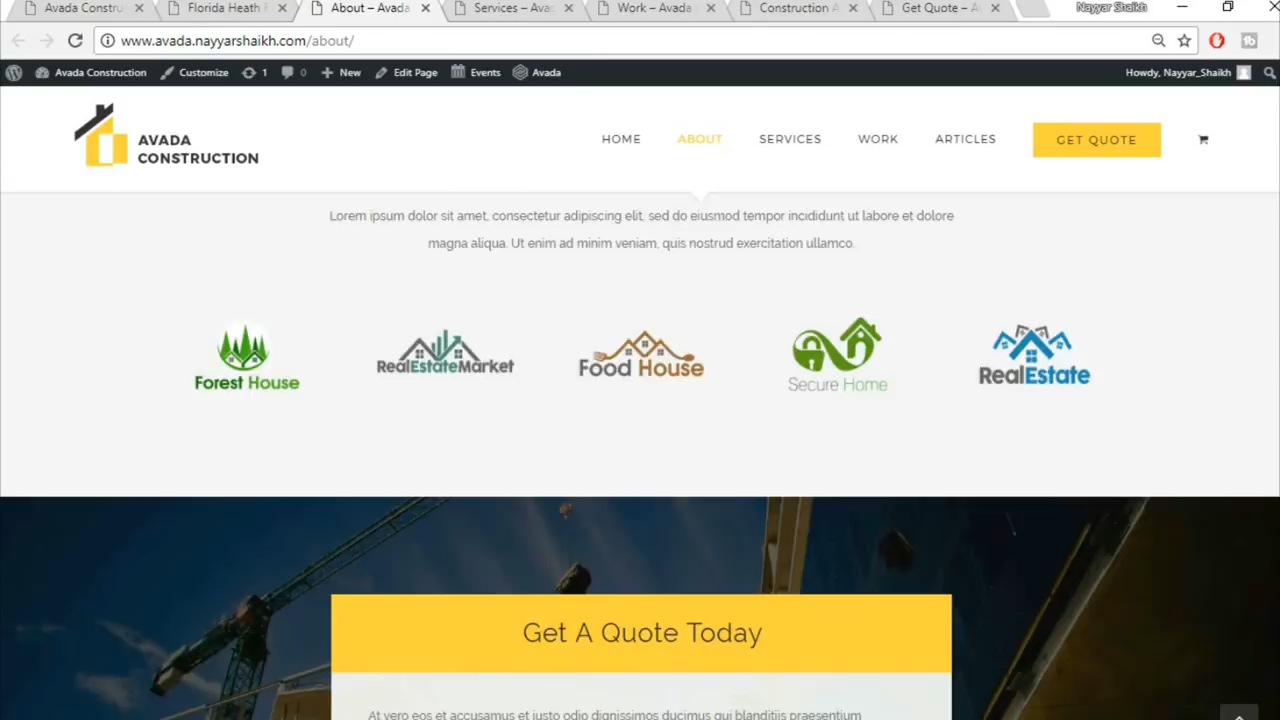 Avada Constru
Florida Heath F
About – Avada
Services – Ava
Work – Avada
Construction A
Get Quote – A
Nayyar Shaikh
www.avada.nayyarshaikh.com/about/
Avada Construction
Customize
1
0
New
Edit Page
Events
Avada
Howdy, Nayyar_Shaikh
AVADA
CONSTRUCTION
HOME
ABOUT
SERVICES
WORK
ARTICLES
GET QUOTE
Lorem ipsum dolor sit amet, consectetur adipiscing elit, sed do eiusmod tempor incididunt ut labore et dolore
magna aliqua. Ut enim ad minim veniam, quis nostrud exercitation ullamco.
Forest House
RealEstateMarket
Food House
Secure Home
RealEstate
Get A Quote Today
At vero eos et accusamus et iusto odio dignissimos ducimus qui blanditiis praesentium